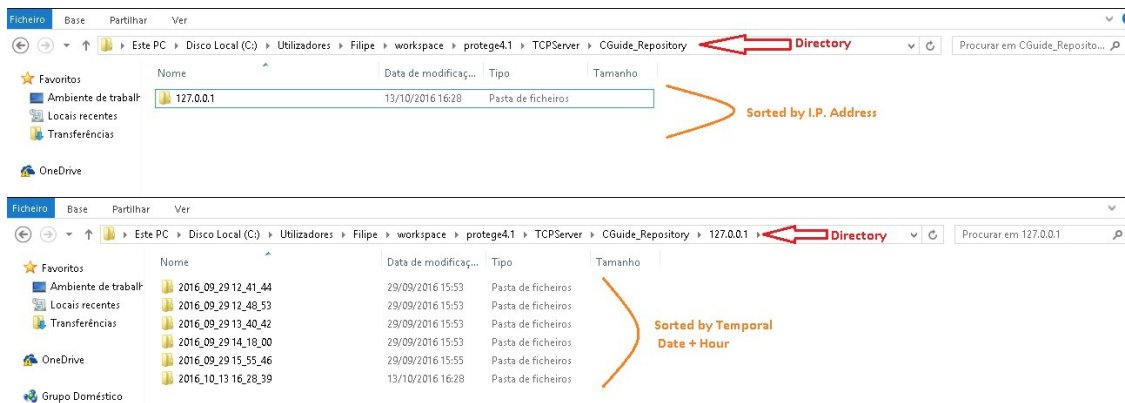 Ficheiro Base Partilhar Ver
Este PC Disco Local (C:) Utilizadores Filipe workspace protege4.1 TCPServer CGuide_Repository Directory Procurar em CGuide_Reposito...
Favoritos Nome Data de modificaç... Tipo Tamanho
Ambiente de trabalh 127.0.0.1 13/10/2016 16:28 Pasta de ficheiros
Locais recentes Sorted by I.P. Address
Transferências
OneDrive
Ficheiro Base Partilhar Ver
Este PC Disco Local (C:) Utilizadores Filipe workspace protege4.1 TCPServer CGuide_Repository 127.0.0.1 Directory Procurar em 127.0.0.1
Favoritos Nome Data de modificaç... Tipo Tamanho
Ambiente de trabalh 2016_09_29 12_41_44 29/09/2016 15:53 Pasta de ficheiros
Locais recentes 2016_09_29 12_48_53 29/09/2016 15:53 Pasta de ficheiros
Transferências 2016_09_29 13_40_42 29/09/2016 15:53 Pasta de ficheiros Sorted by Temporal
2016_09_29 14_18_00 29/09/2016 15:53 Pasta de ficheiros Date + Hour
OneDrive 2016_09_29 15_55_46 29/09/2016 15:55 Pasta de ficheiros
2016_10_13 16_28_39 13/10/2016 16:28 Pasta de ficheiros
Grupo Doméstico